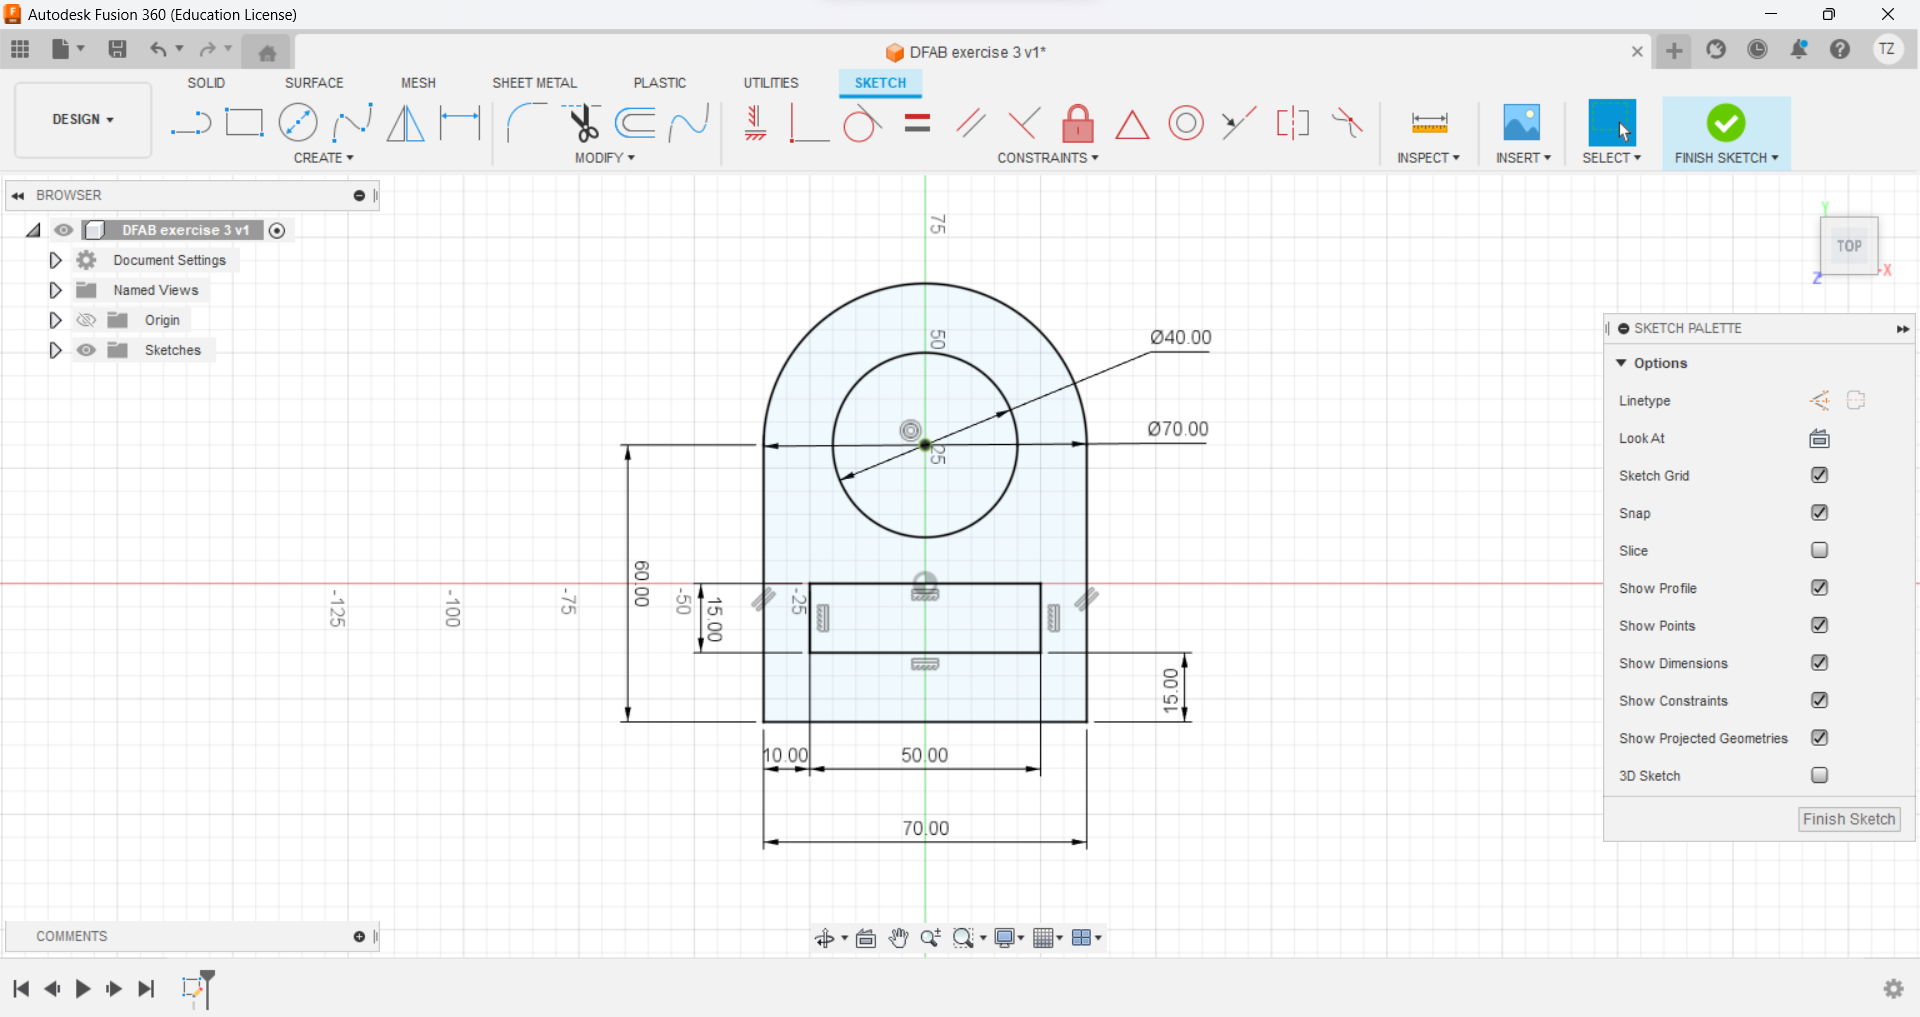 Autodesk Fusion 360 (Education License)
DFAB exercise 3 v1*
TZ
SOLID SURFACE MESH SHEET METAL PLASTIC UTILITIES SKETCH
DESIGN
CREATE MODIFY CONSTRAINTS INSPECT INSERT SELECT FINISH SKETCH
BROWSER
DFAB exercise 3 v1
Document Settings
Named Views
Origin
Sketches
75
50
25
-25
-50
-75
-100
-125
Ø40.00
Ø70.00
60.00
15.00
15.00
10.00
50.00
70.00
Y
TOP
X
Z
SKETCH PALETTE
Options
Linetype
Look At
Sketch Grid
Snap
Slice
Show Profile
Show Points
Show Dimensions
Show Constraints
Show Projected Geometries
3D Sketch
Finish Sketch
COMMENTS